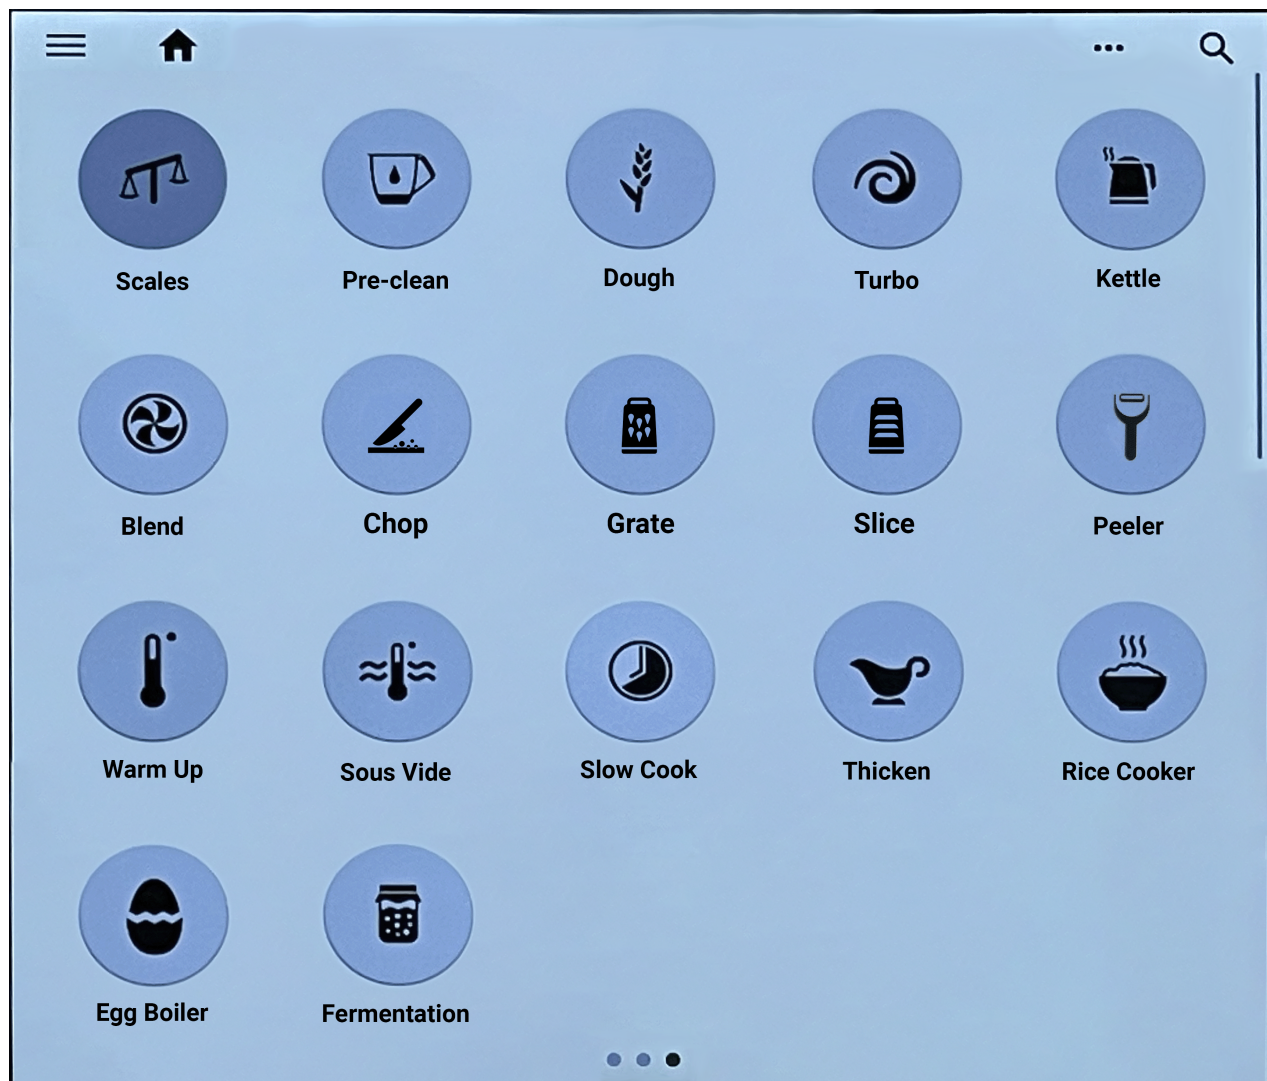 Scales Pre-clean Dough Turbo Kettle
Blend Chop Grate Slice Peeler
Warm Up Sous Vide Slow Cook Thicken Rice Cooker
Egg Boiler Fermentation